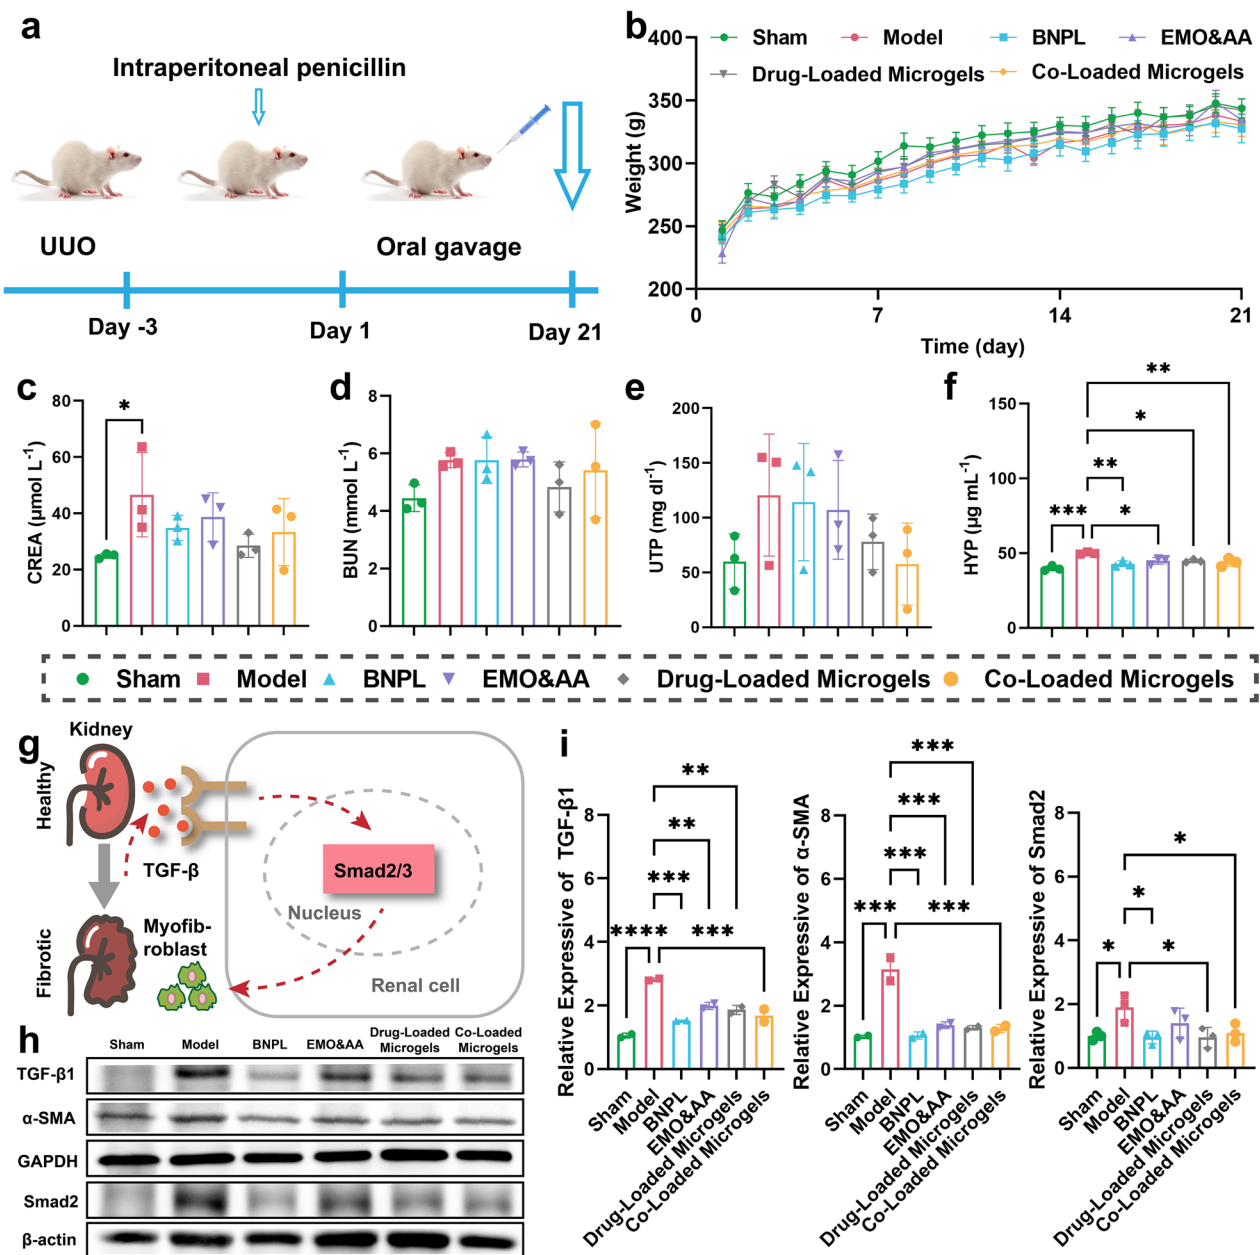 a
Intraperitoneal penicillin
UUO
Oral gavage
Day -3
Day 1
Day 21
b
Sham
Model
BNPL
EMO&AA
Drug-Loaded Microgels
Co-Loaded Microgels
Weight (g)
400
350
300
250
200
0
7
14
21
Time (day)
c
CREA (μmol L⁻¹)
80
60
40
20
0
*
d
BUN (mmol L⁻¹)
8
6
4
2
0
e
UTP (mg dl⁻¹)
200
150
100
50
0
f
HYP (μg mL⁻¹)
150
100
50
0
**
*
**
***
*
Sham
Model
BNPL
EMO&AA
Drug-Loaded Microgels
Co-Loaded Microgels
g
Kidney
Healthy
Fibrotic
TGF-β
Myofib-
roblast
Smad2/3
Nucleus
Renal cell
h
Sham
Model
BNPL
EMO&AA
Drug-Loaded
Microgels
Co-Loaded
Microgels
TGF-β1
α-SMA
GAPDH
Smad2
β-actin
i
Relative Expressive of TGF-β1
8
6
4
2
0
**
**
***
****
***
Sham
Model
BNPL
EMO&AA
Drug-Loaded Microgels
Co-Loaded Microgels
Relative Expressive of α-SMA
8
6
4
2
0
***
***
***
***
***
Sham
Model
BNPL
EMO&AA
Drug-Loaded Microgels
Co-Loaded Microgels
Relative Expressive of Smad2
8
6
4
2
0
*
*
*
*
Sham
Model
BNPL
EMO&AA
Drug-Loaded Microgels
Co-Loaded Microgels